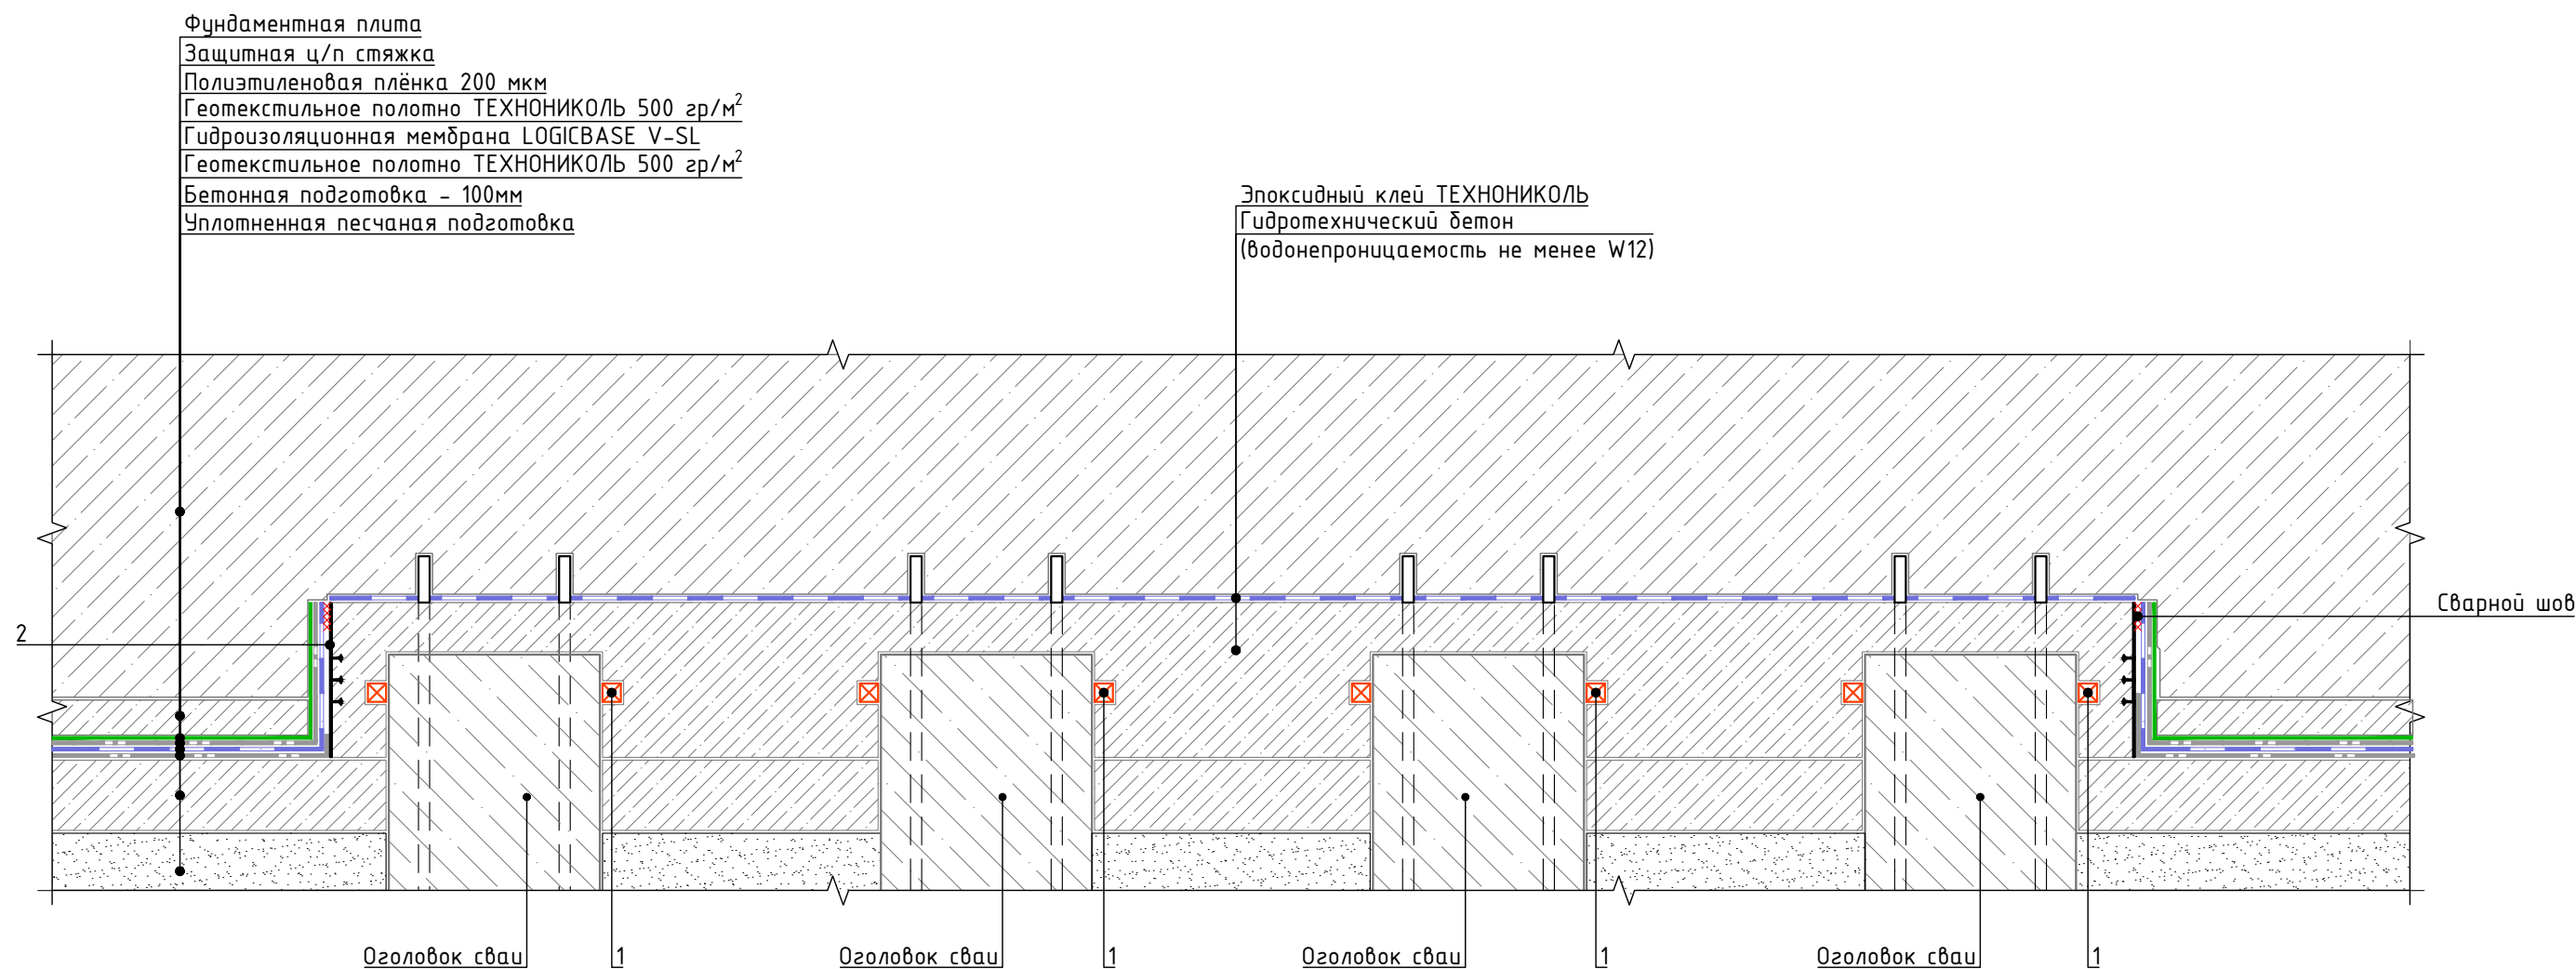 Фундаментная плита
Защитная ц/п стяжка
Полиэтиленовая плёнка 200 мкм
Геотекстильное полотно ТЕХНОНИКОЛЬ 500 гр/м²
Гидроизоляционная мембрана LOGICBASE V-SL
Геотекстильное полотно ТЕХНОНИКОЛЬ 500 гр/м²
Бетонная подготовка - 100мм
Уплотненная песчаная подготовка
Эпоксидный клей ТЕХНОНИКОЛЬ
Гидротехнический бетон
(водонепроницаемость не менее W12)
Сварной шов
2
Оголовок сваи
1
Оголовок сваи
1
Оголовок сваи
1
Оголовок сваи
1